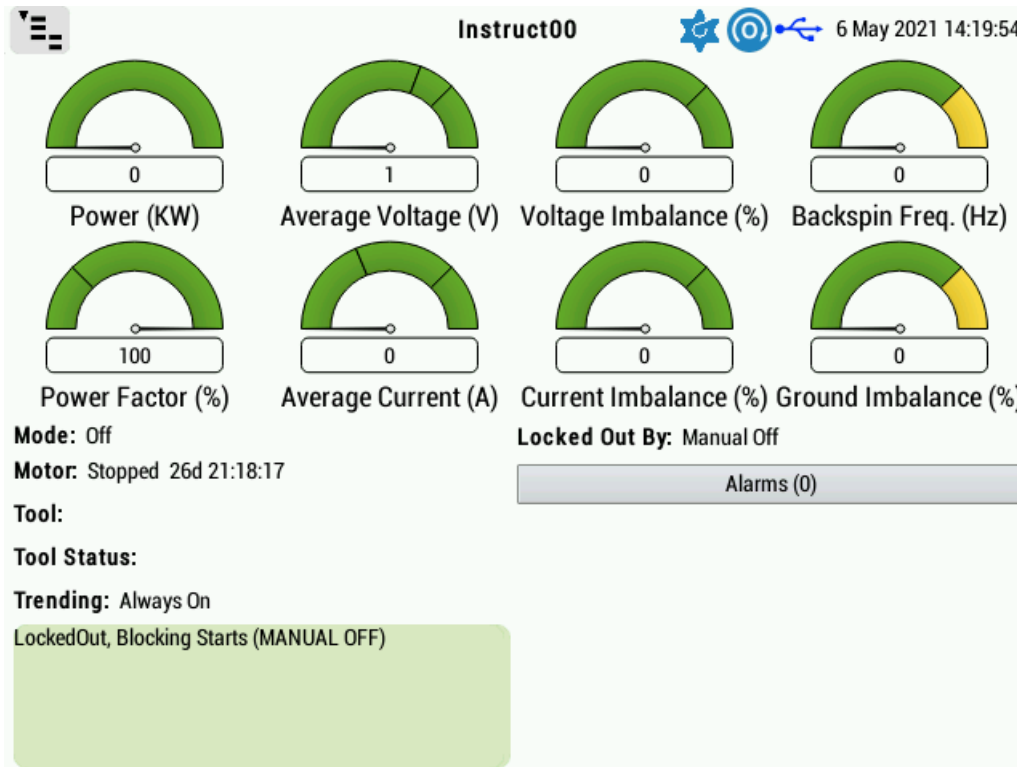 Instruct00 6 May 2021 14:19:54
0 1 0 0
Power (KW) Average Voltage (V) Voltage Imbalance (%) Backspin Freq. (Hz)
100 0 0 0
Power Factor (%) Average Current (A) Current Imbalance (%) Ground Imbalance (%)
Mode: Off Locked Out By: Manual Off
Motor: Stopped 26d 21:18:17
Alarms (0)
Tool:
Tool Status:
Trending: Always On
LockedOut, Blocking Starts (MANUAL OFF)